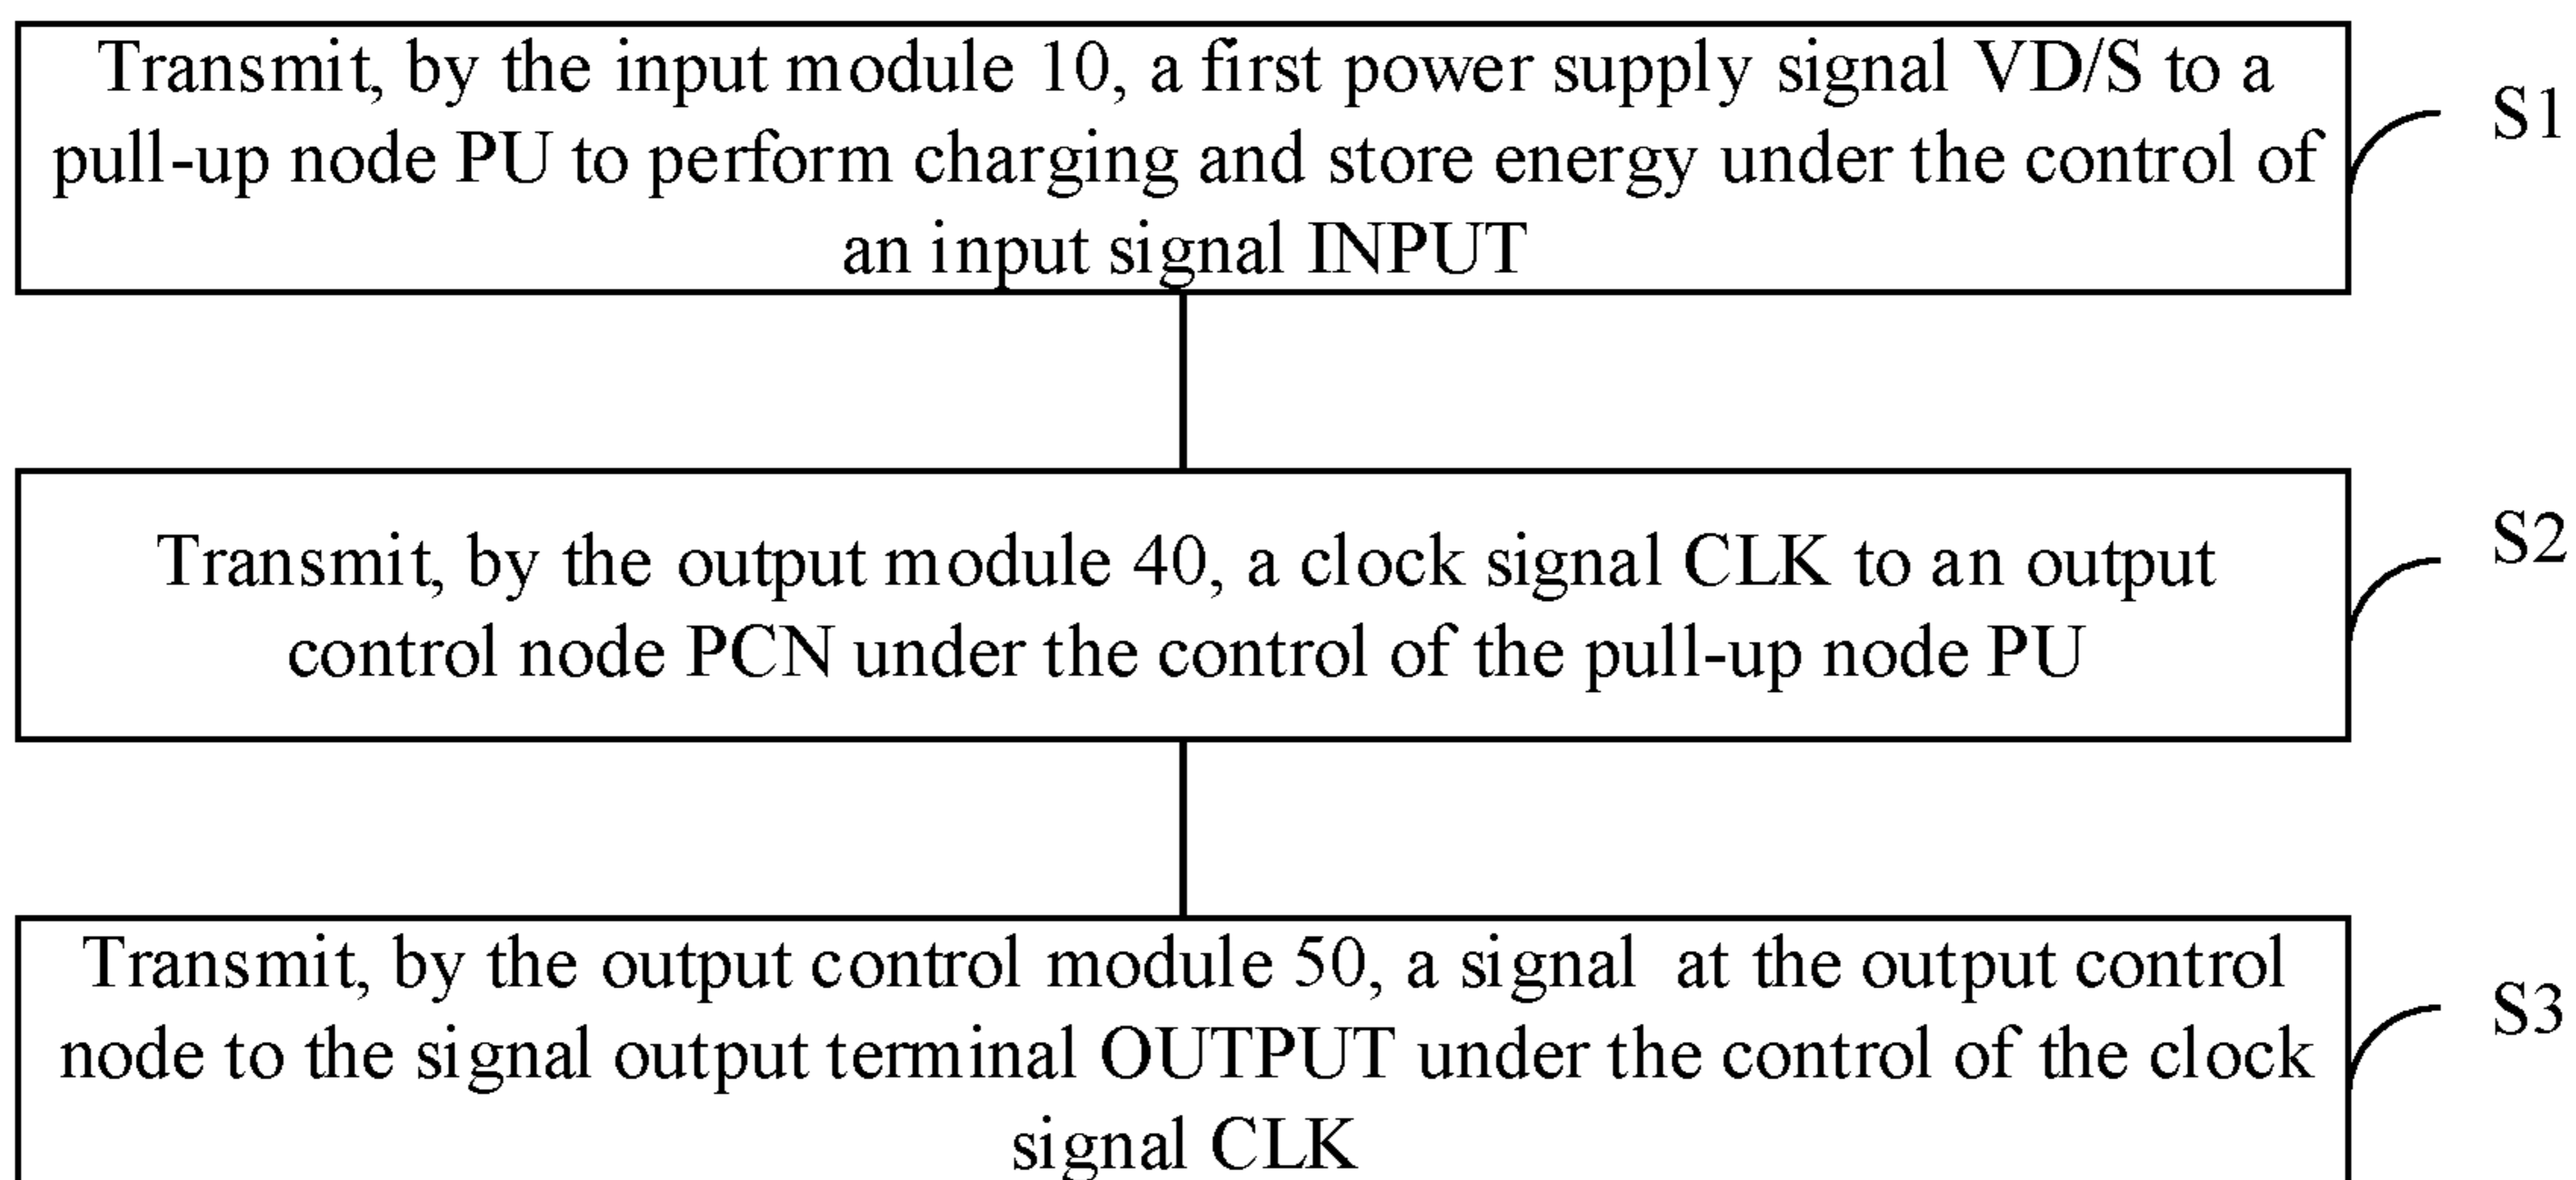 Transmit, by the input module 10, a first power supply signal VD/S to a
pull-up node PU to perform charging and store energy under the control of
an input signal INPUT
S1
Transmit, by the output module 40, a clock signal CLK to an output
control node PCN under the control of the pull-up node PU
S2
Transmit, by the output control module 50, a signal at the output control
node to the signal output terminal OUTPUT under the control of the clock
signal CLK
S3